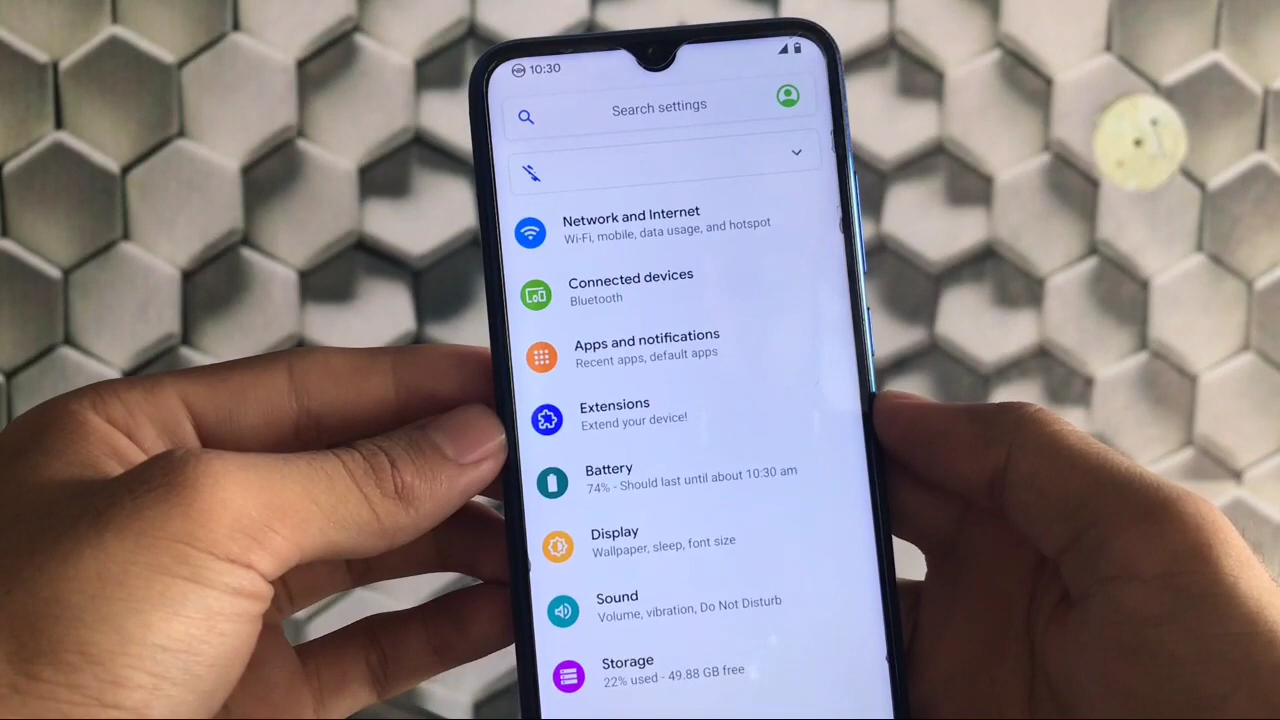 10:30
Search settings
Network and Internet
Wi-Fi, mobile, data usage, and hotspot
Connected devices
Bluetooth
Apps and notifications
Recent apps, default apps
Extensions
Extend your device!
Battery
74% - Should last until about 10:30 am
Display
Wallpaper, sleep, font size
Sound
Volume, vibration, Do Not Disturb
Storage
22% used - 49.88 GB free